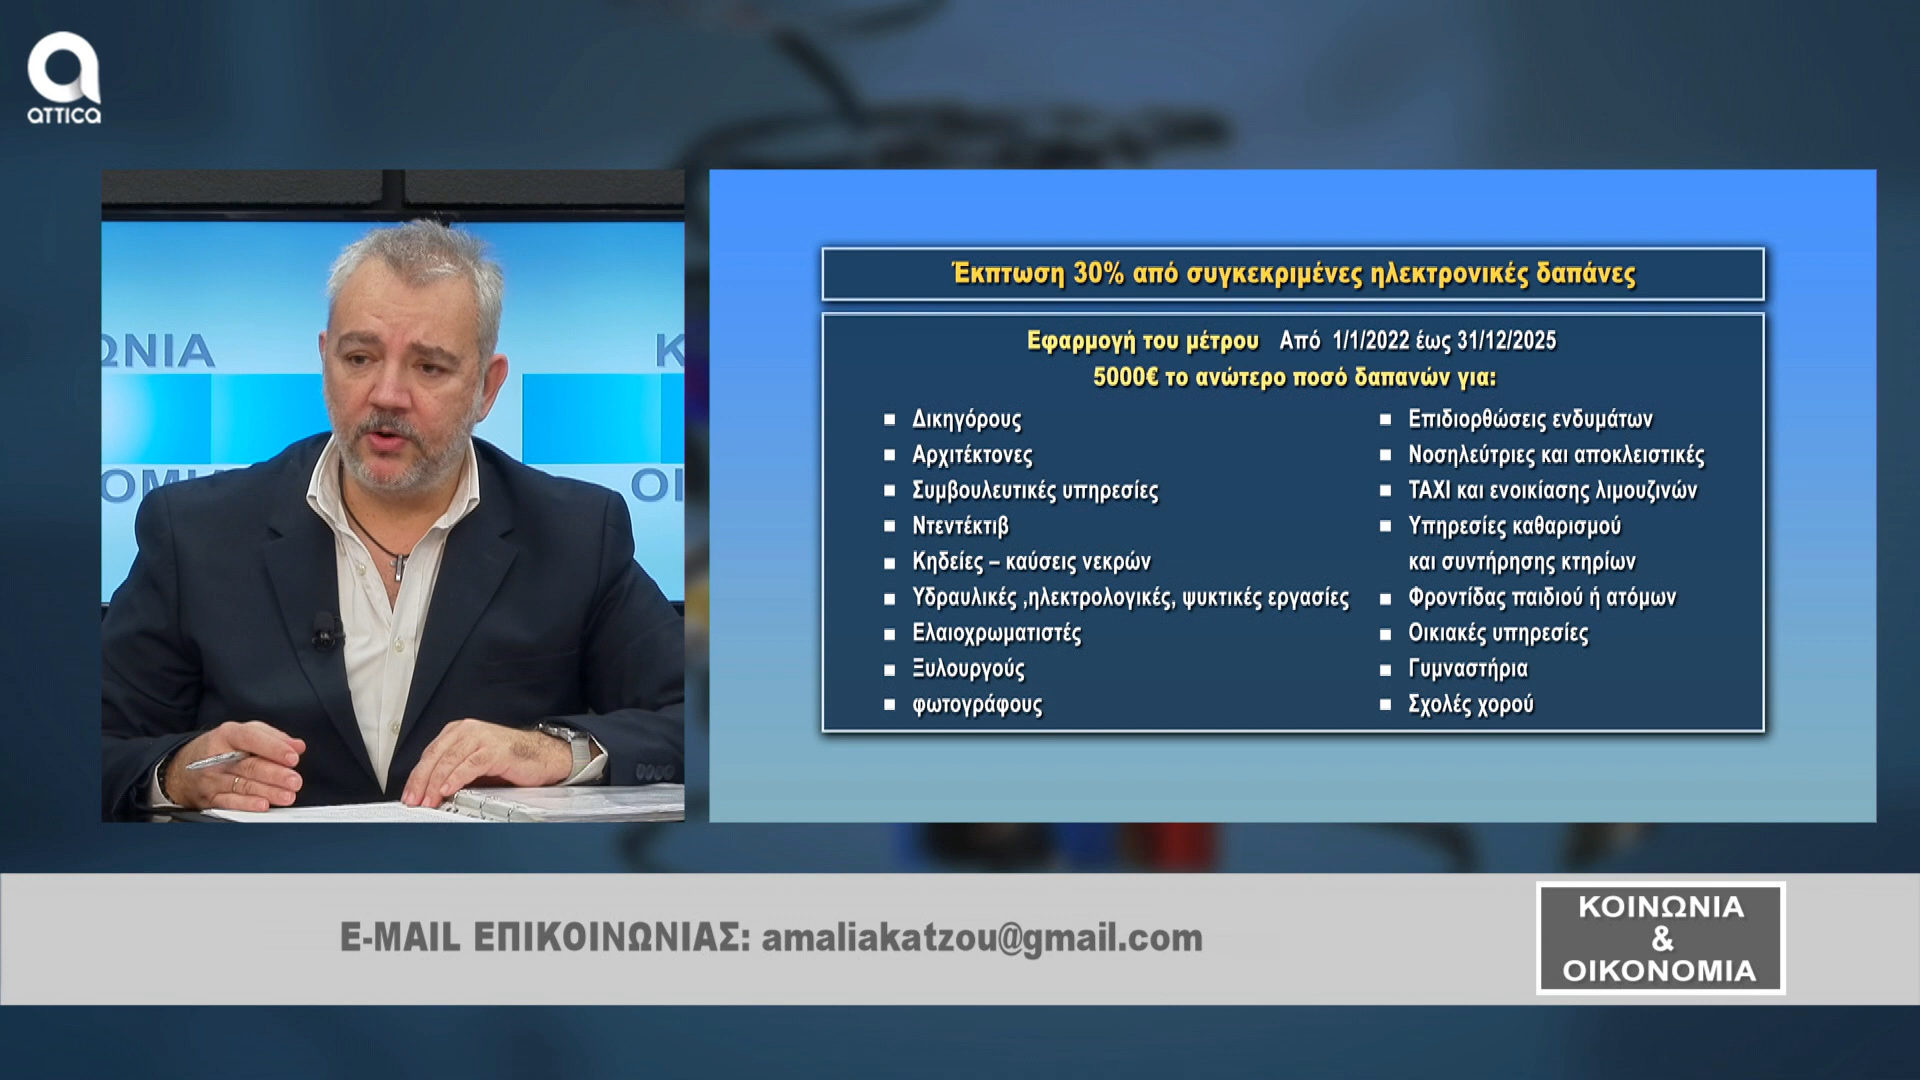 αττιca
ΩΝΙΑ
Κ
ΟΙ
Έκπτωση 30% από συγκεκριμένες ηλεκτρονικές δαπάνες
Εφαρμογή του μέτρου Από 1/1/2022 έως 31/12/2025
5000€ το ανώτερο ποσό δαπανών για:
Δικηγόρους
Αρχιτέκτονες
Συμβουλευτικές υπηρεσίες
Ντεντέκτιβ
Κηδείες – καύσεις νεκρών
Υδραυλικές ,ηλεκτρολογικές, ψυκτικές εργασίες
Ελαιοχρωματιστές
Ξυλουργούς
φωτογράφους
Επιδιορθώσεις ενδυμάτων
Νοσηλεύτριες και αποκλειστικές
ΤΑΧΙ και ενοικίασης λιμουζινών
Υπηρεσίες καθαρισμού
και συντήρησης κτηρίων
Φροντίδας παιδιού ή ατόμων
Οικιακές υπηρεσίες
Γυμναστήρια
Σχολές χορού
E-MAIL ΕΠΙΚΟΙΝΩΝΙΑΣ: amaliakatzou@gmail.com
ΚΟΙΝΩΝΙΑ
&
ΟΙΚΟΝΟΜΙΑ